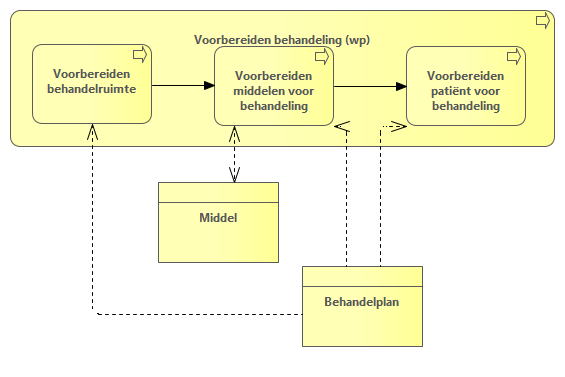 Voorbereiden behandeling (wp)
Voorbereiden
behandelruimte
Voorbereiden
middelen voor
behandeling
Voorbereiden
patiënt voor
behandeling
Middel
Behandelplan